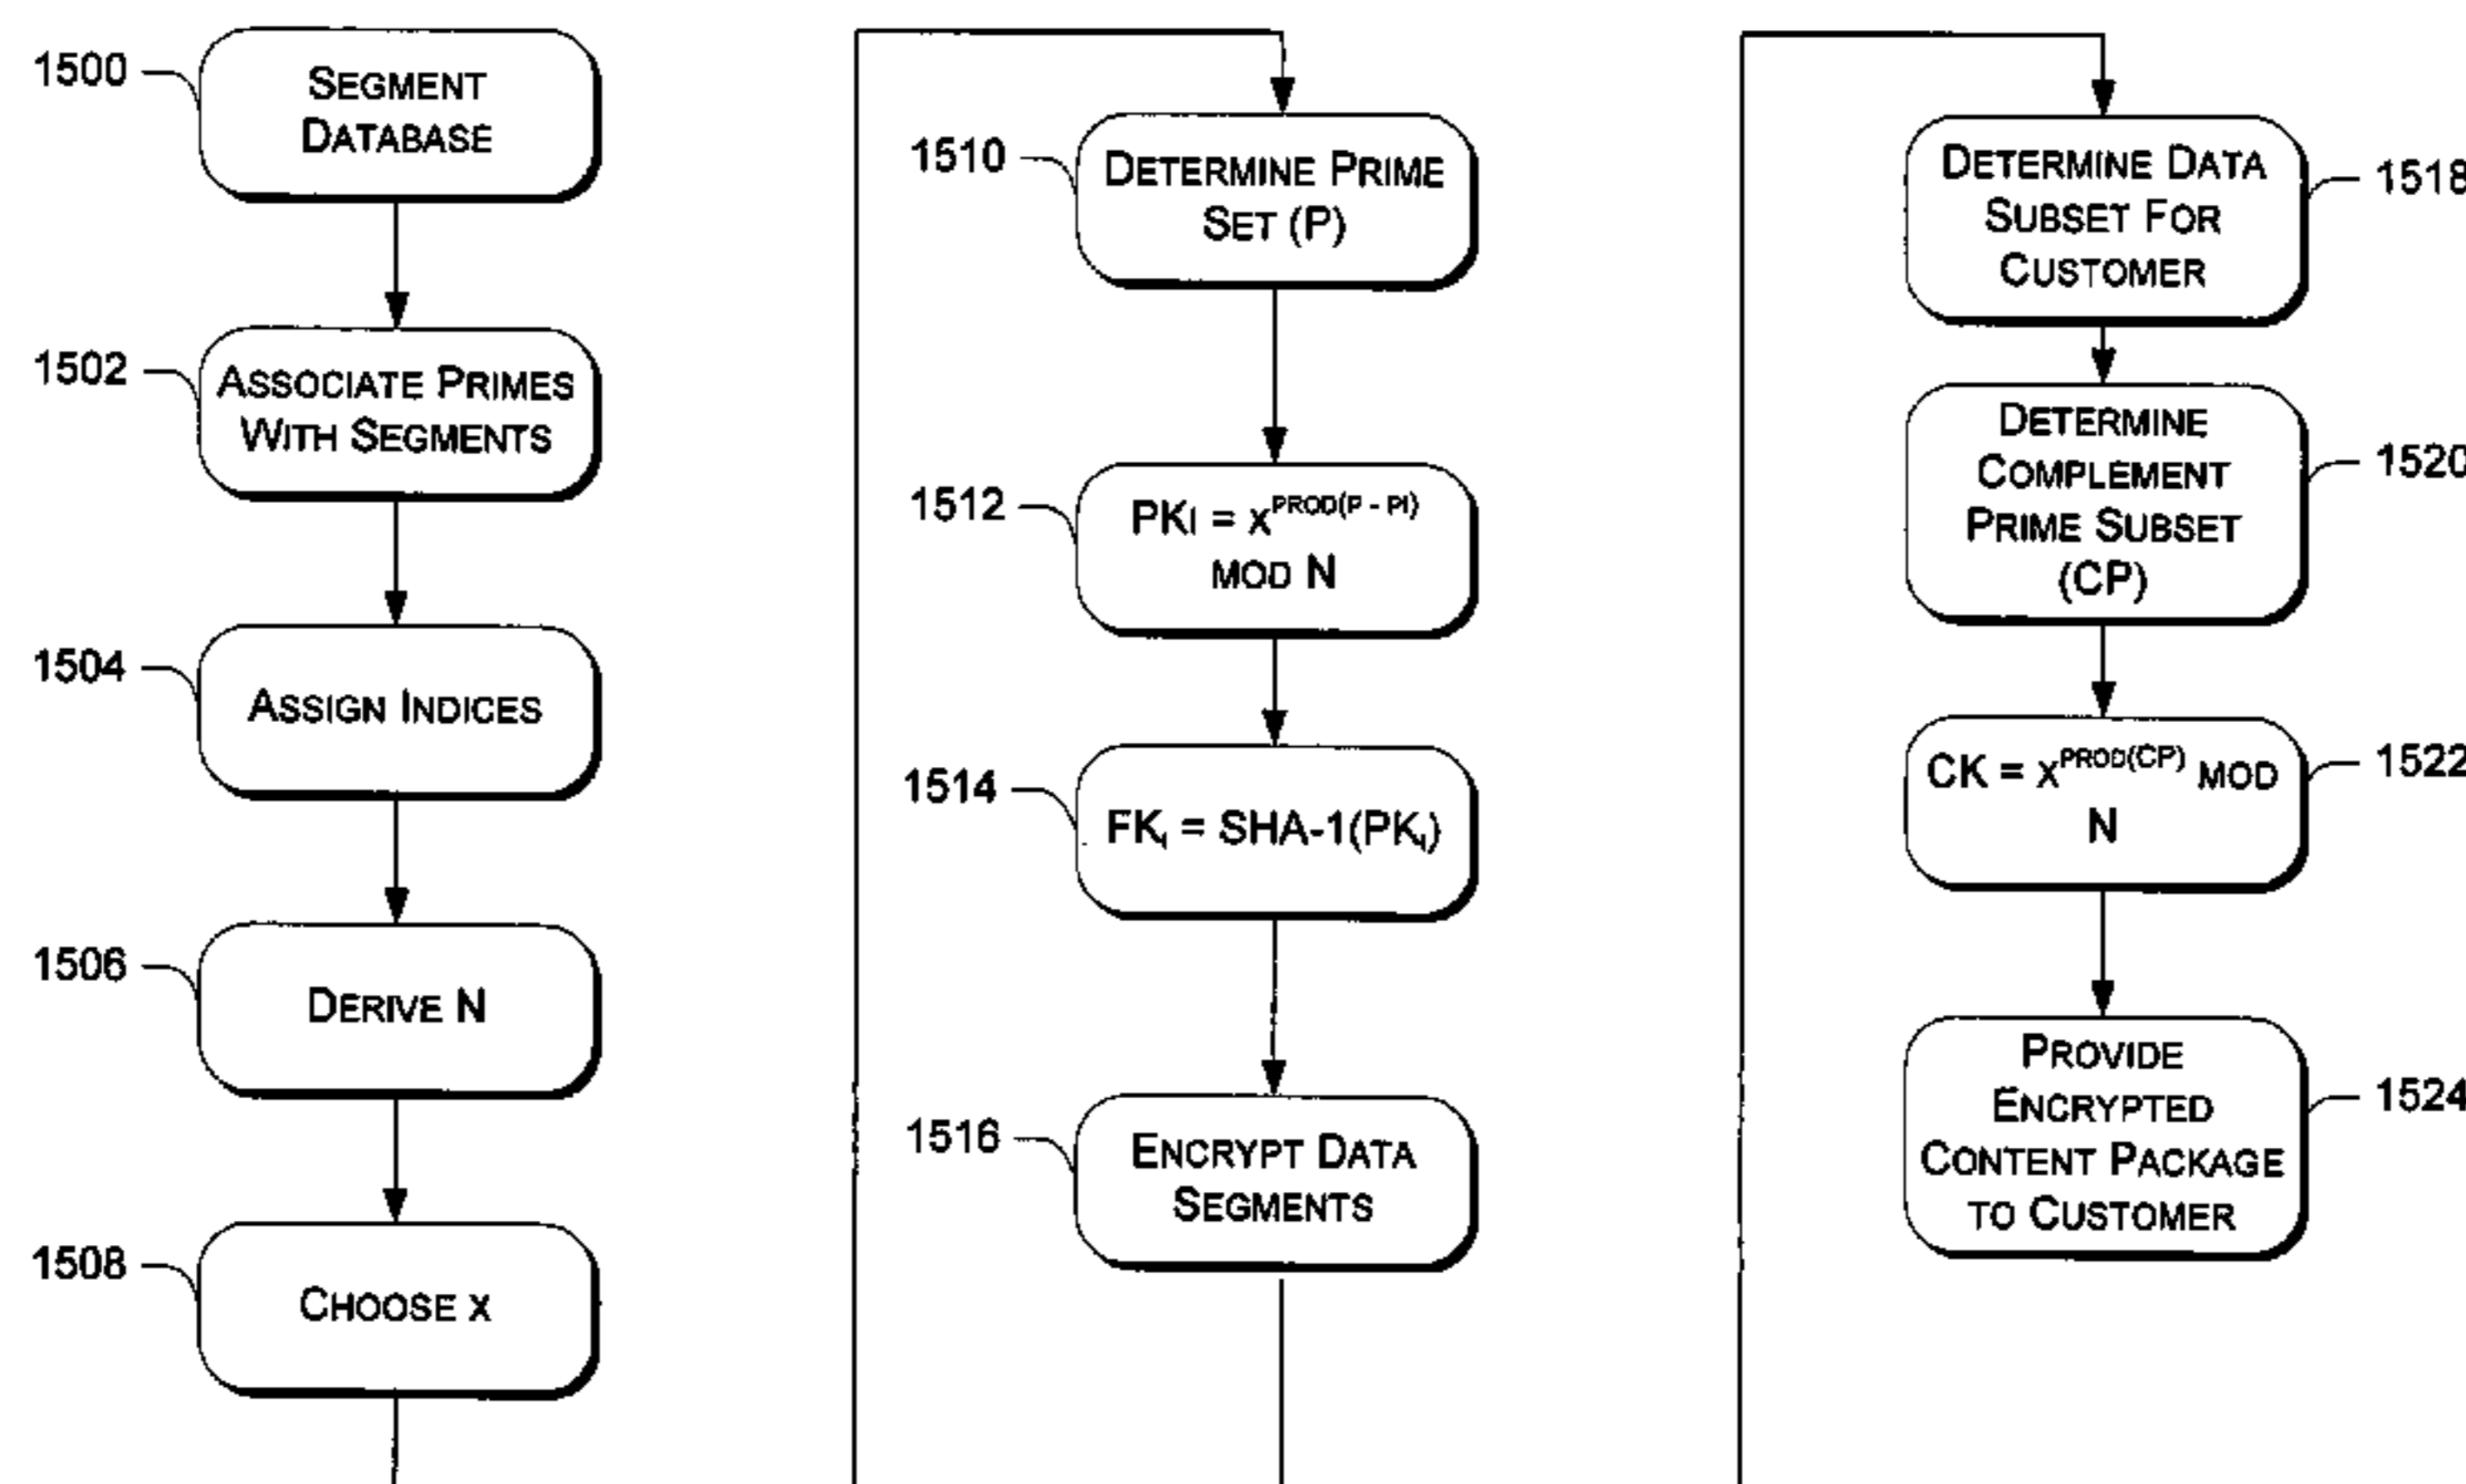 1500
SEGMENT
DATABASE
1502
ASSOCIATE PRIMES
WITH SEGMENTS
1504
ASSIGN INDICES
1506
DERIVE N
1508
CHOOSE x
1510
DETERMINE PRIME
SET (P)
1512
PKI = x^PROD(P - PI)
MOD N
1514
FKI = SHA-1(PKI)
1516
ENCRYPT DATA
SEGMENTS
DETERMINE DATA
SUBSET FOR
CUSTOMER
1518
DETERMINE
COMPLEMENT
PRIME SUBSET
(CP)
1520
CK = x^PROD(CP) MOD
N
1522
PROVIDE
ENCRYPTED
CONTENT PACKAGE
TO CUSTOMER
1524